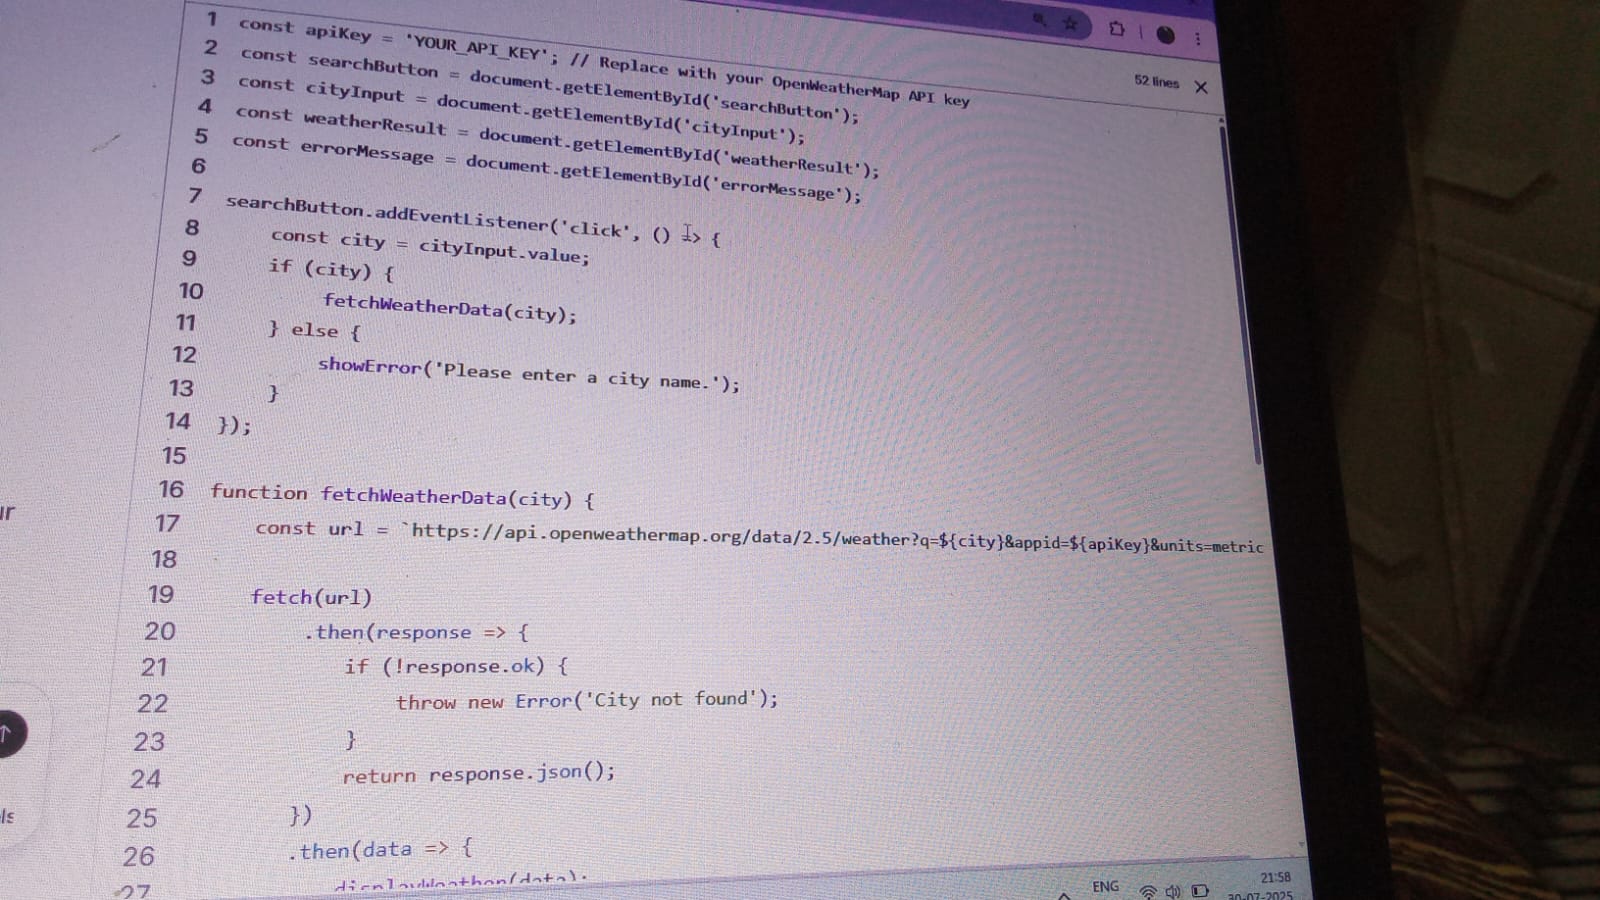 52 lines
1 const apiKey = 'YOUR_API_KEY'; // Replace with your OpenWeatherMap API key
2 const searchButton = document.getElementById('searchButton');
3 const cityInput = document.getElementById('cityInput');
4 const weatherResult = document.getElementById('weatherResult');
5 const errorMessage = document.getElementById('errorMessage');
6
7 searchButton.addEventListener('click', () => {
8 const city = cityInput.value;
9 if (city) {
10 fetchWeatherData(city);
11 } else {
12 showError('Please enter a city name.');
13 }
14 });
15
16 function fetchWeatherData(city) {
17 const url = `https://api.openweathermap.org/data/2.5/weather?q=${city}&appid=${apiKey}&units=metric
18
19 fetch(url)
20 .then(response => {
21 if (!response.ok) {
22 throw new Error('City not found');
23 }
24 return response.json();
25 })
26 .then(data => {
27 displayWeather(data);
ENG
21:58
30-07-2025